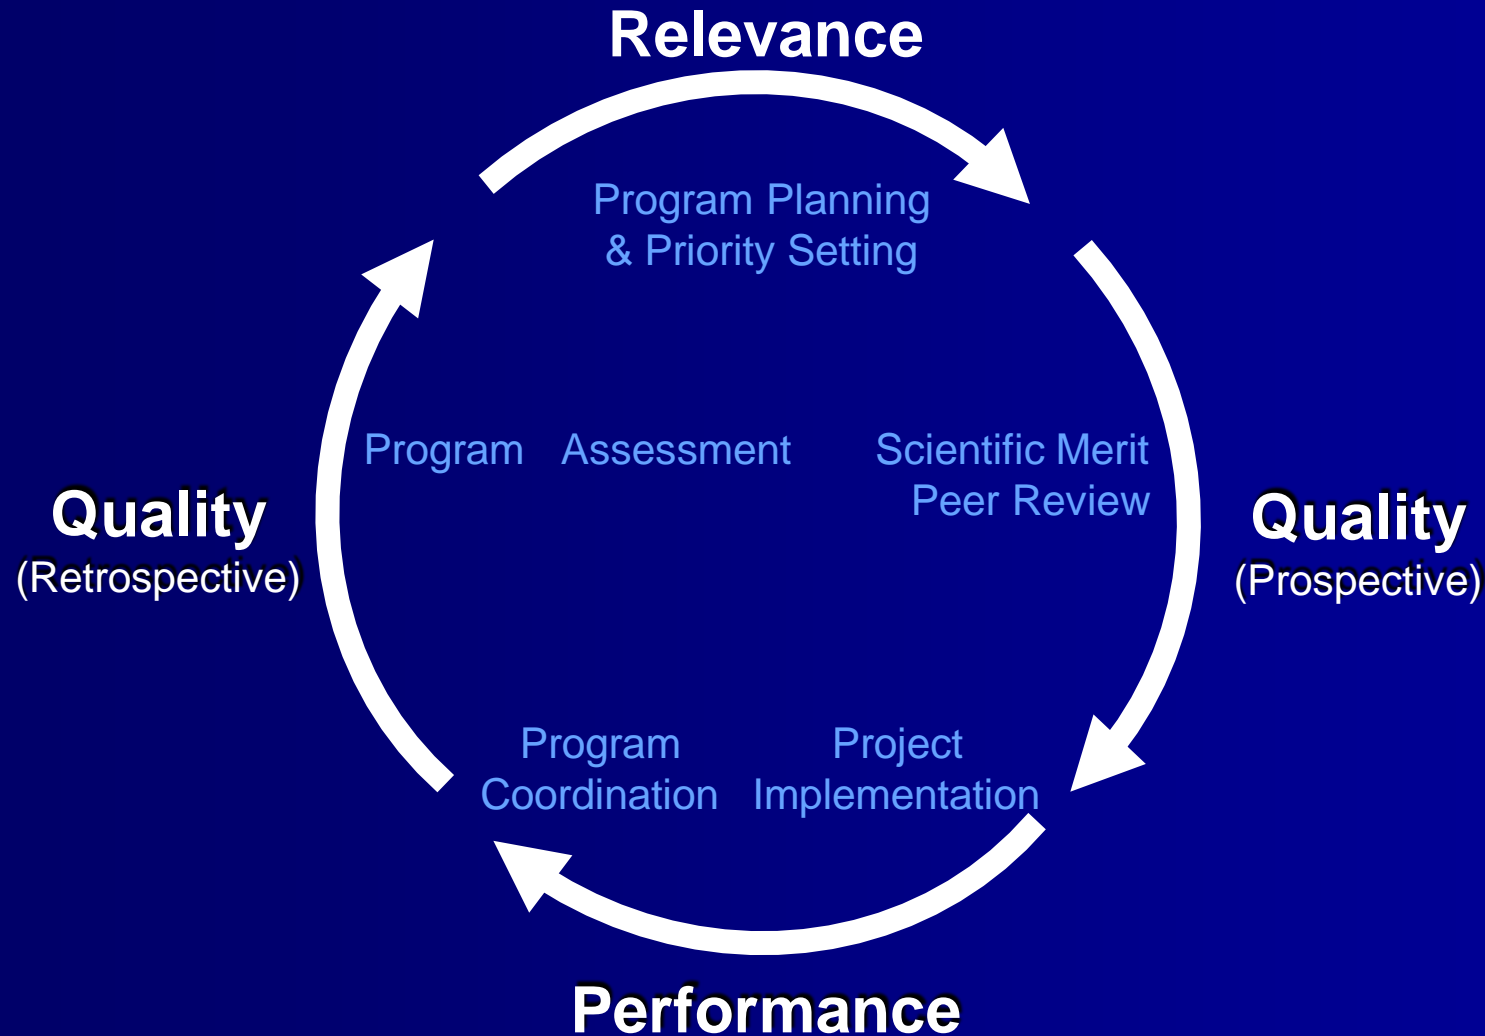 Relevance
Program Planning
& Priority Setting
Program Assessment
Scientific Merit
Peer Review
Quality
(Retrospective)
Quality
(Prospective)
Program
Coordination
Project
Implementation
Performance